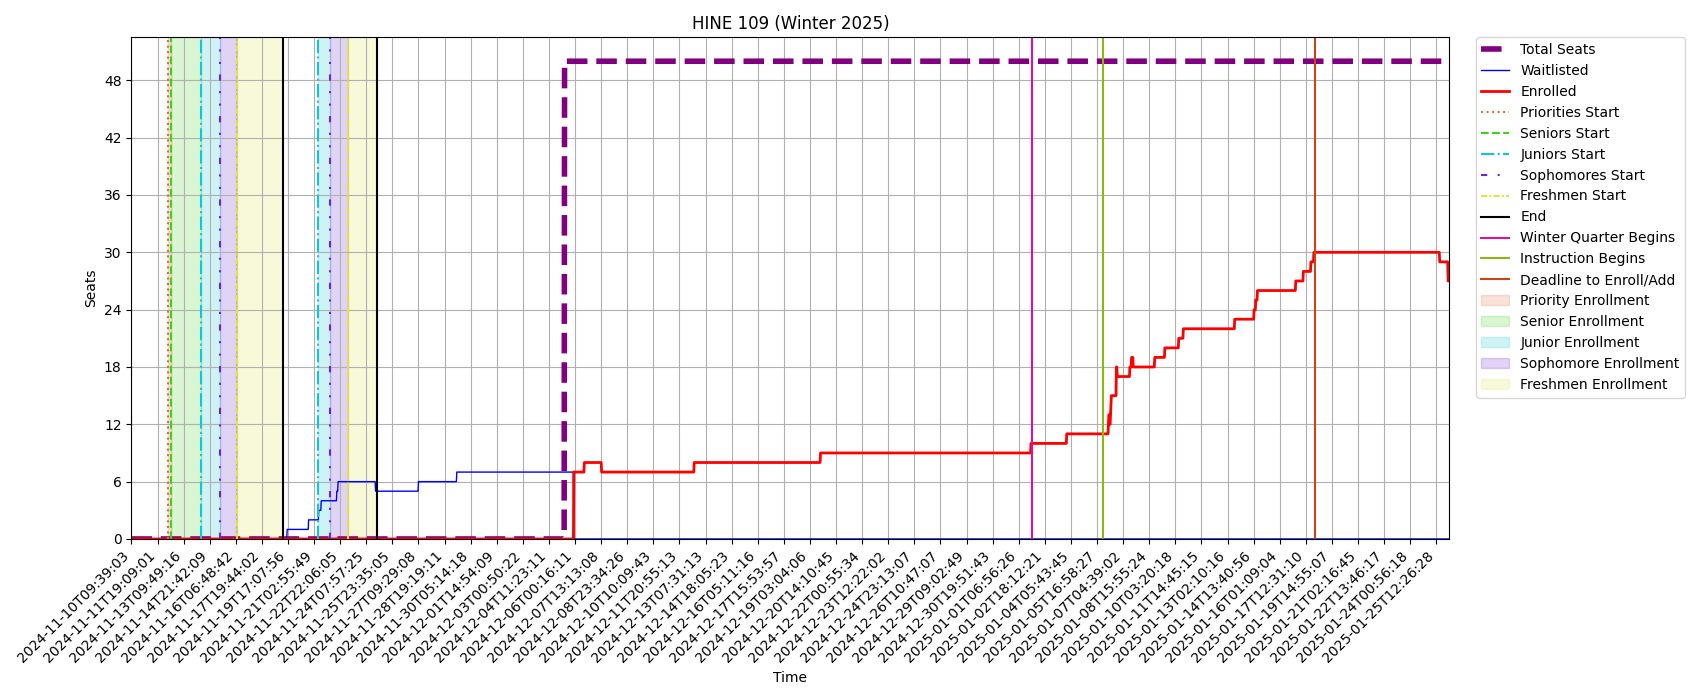 HINE 109 (Winter 2025)
Seats
48
42
36
30
24
18
12
6
0
2024-11-10T09:39:03
2024-11-11T19:09:01
2024-11-13T09:49:16
2024-11-14T21:42:09
2024-11-16T06:48:42
2024-11-17T19:44:02
2024-11-19T17:07:56
2024-11-21T02:55:49
2024-11-22T22:06:05
2024-11-24T07:57:25
2024-11-25T23:35:05
2024-11-27T09:29:08
2024-11-28T19:19:11
2024-11-30T05:14:18
2024-12-01T14:54:09
2024-12-03T00:50:22
2024-12-04T11:23:11
2024-12-06T00:16:11
2024-12-07T13:13:08
2024-12-08T23:34:26
2024-12-10T10:09:43
2024-12-11T20:55:13
2024-12-13T07:31:13
2024-12-14T18:05:23
2024-12-16T05:11:16
2024-12-17T15:53:57
2024-12-19T03:04:06
2024-12-20T14:10:45
2024-12-22T00:55:34
2024-12-23T12:22:02
2024-12-24T23:13:07
2024-12-26T10:47:07
2024-12-29T09:02:49
2024-12-30T19:51:43
2025-01-01T06:56:26
2025-01-02T18:12:21
2025-01-04T05:43:45
2025-01-05T16:58:27
2025-01-07T04:39:02
2025-01-08T15:55:24
2025-01-10T03:20:18
2025-01-11T14:45:15
2025-01-13T02:10:16
2025-01-14T13:40:56
2025-01-16T01:09:04
2025-01-17T12:31:10
2025-01-19T14:55:07
2025-01-21T02:16:45
2025-01-22T13:46:17
2025-01-24T00:56:18
2025-01-25T12:26:28
Time
Total Seats
Waitlisted
Enrolled
Priorities Start
Seniors Start
Juniors Start
Sophomores Start
Freshmen Start
End
Winter Quarter Begins
Instruction Begins
Deadline to Enroll/Add
Priority Enrollment
Senior Enrollment
Junior Enrollment
Sophomore Enrollment
Freshmen Enrollment